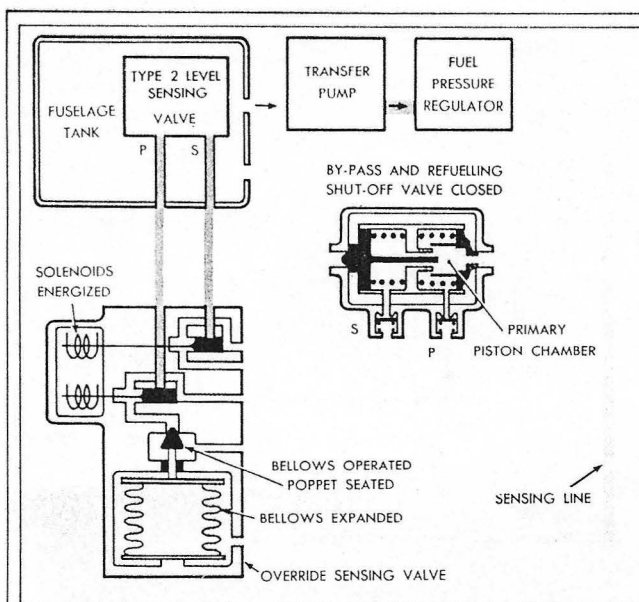 TYPE 2 LEVEL
SENSING
VALVE
FUSELAGE
TANK
P
S
TRANSFER
PUMP
FUEL
PRESSURE
REGULATOR
BY-PASS AND REFUELLING
SHUT-OFF VALVE CLOSED
S
P
PRIMARY
PISTON CHAMBER
SOLENOIDS
ENERGIZED
BELLOWS OPERATED
POPPET SEATED
BELLOWS EXPANDED
OVERRIDE SENSING VALVE
SENSING LINE